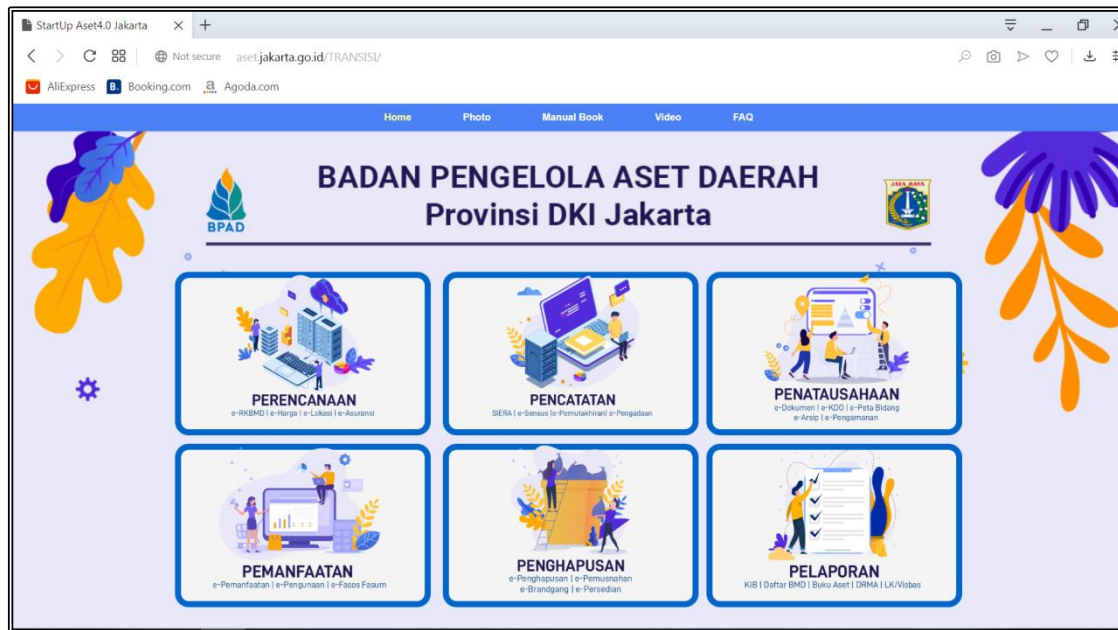 StartUp Aset4.0 Jakarta
Not secure aset.jakarta.go.id/TRANSISI/
AliExpress B. Booking.com a Agoda.com
Home Photo Manual Book Video FAQ
BADAN PENGELOLA ASET DAERAH
Provinsi DKI Jakarta
BPAD
JAYA RAYA
PERENCANAAN
e-RKBMD | e-Harga | e-Lokasi | e-Asuransi
PENCATATAN
SIERA | e-Sensus |e-Pemutakhiran| e-Pengadaan
PENATAUSAHAAN
e-Dokumen | e-KDO | e-Peta Bidang
e-Arsip | e-Pengamanan
PEMANFAATAN
e-Pemanfaatan | e-Pengunaan | e-Fasos Fasum
PENGHAPUSAN
e-Penghapusan | e-Pemusnahan
e-Brandgang | e-Persedian
PELAPORAN
KIB | Daftar BMD | Buku Aset | DRMA | LK/Visbas